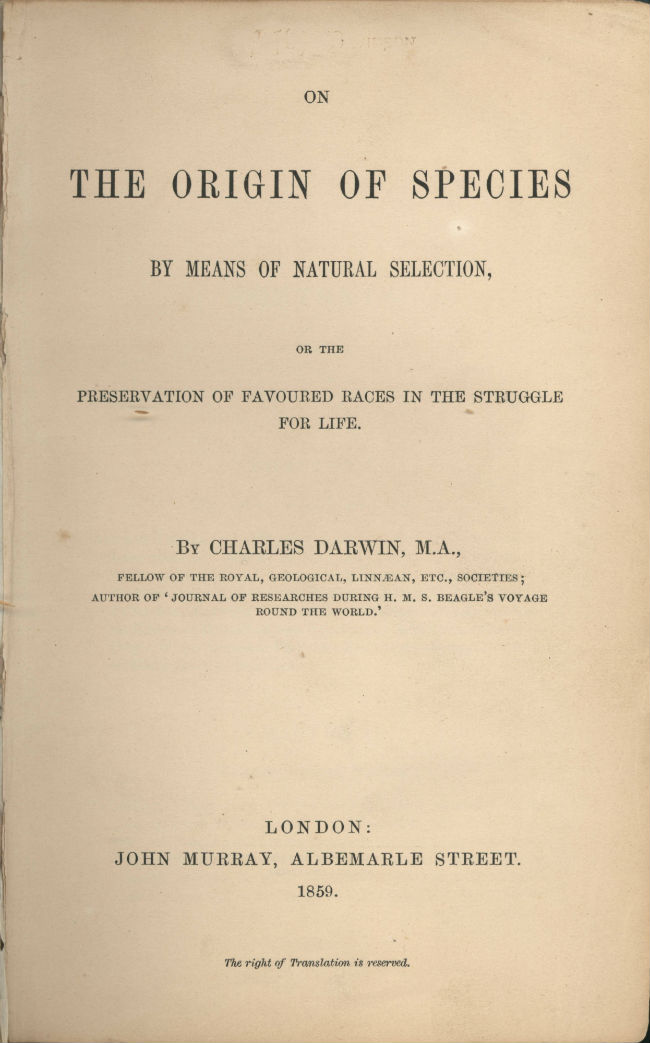 ON
THE ORIGIN OF SPECIES
BY MEANS OF NATURAL SELECTION,
OR THE
PRESERVATION OF FAVOURED RACES IN THE STRUGGLE
FOR LIFE.
BY CHARLES DARWIN, M.A.,
FELLOW OF THE ROYAL, GEOLOGICAL, LINNÆAN, ETC., SOCIETIES;
AUTHOR OF 'JOURNAL OF RESEARCHES DURING H. M. S. BEAGLE'S VOYAGE
ROUND THE WORLD.'
LONDON:
JOHN MURRAY, ALBEMARLE STREET.
1859.
The right of Translation is reserved.